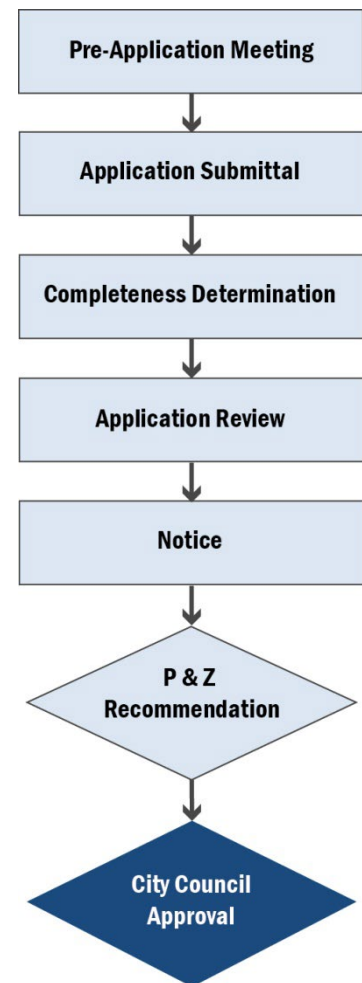 Pre-Application Meeting
Application Submittal
Completeness Determination
Application Review
Notice
P & Z
Recommendation
City Council
Approval